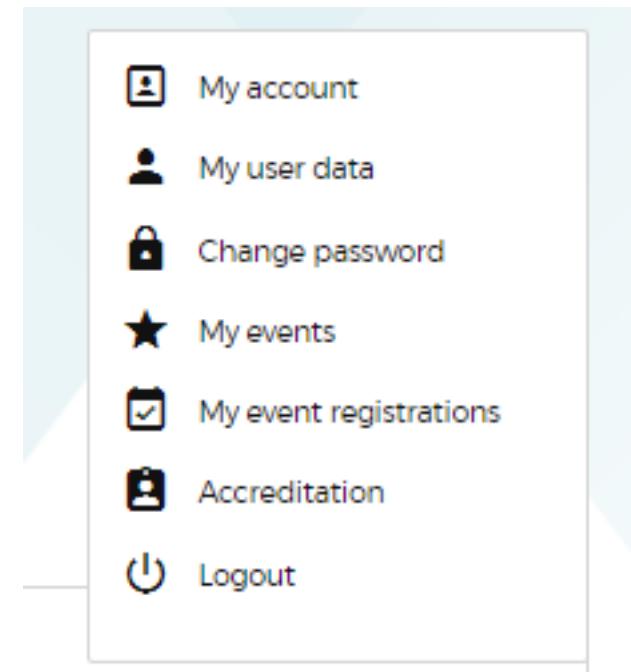 My account
My user data
Change password
My events
My event registrations
Accreditation
Logout